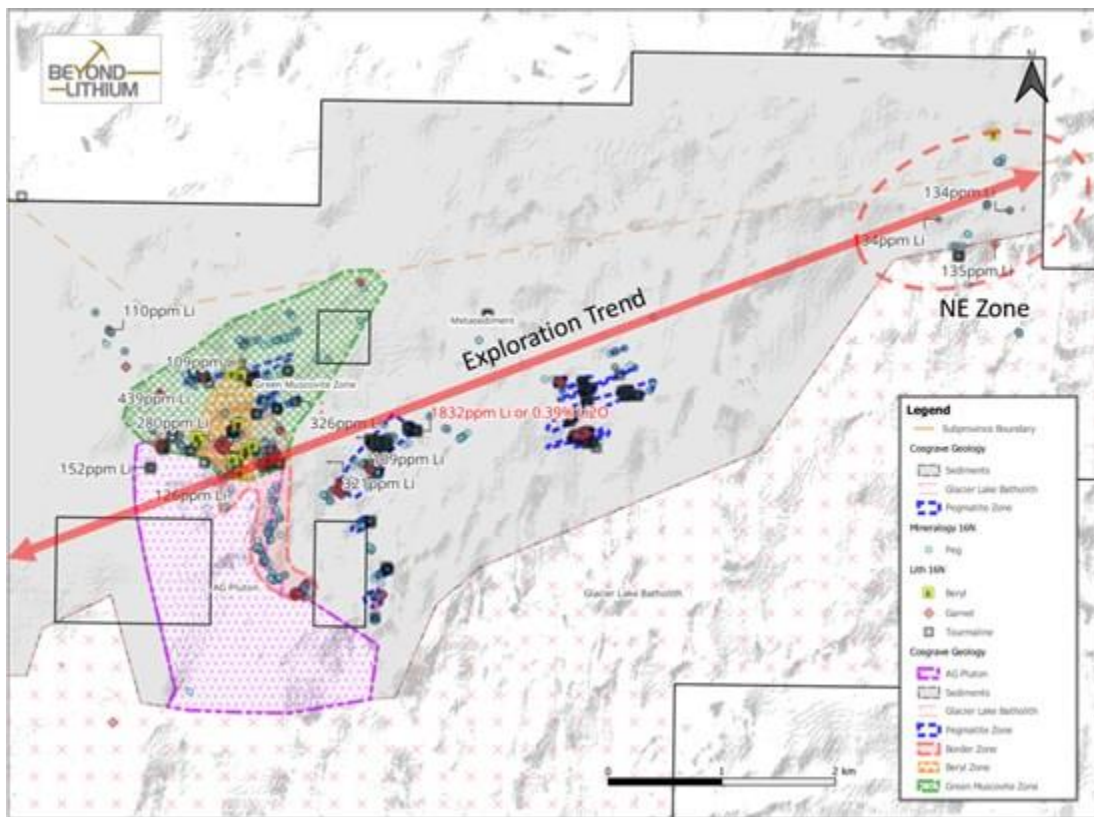 BEYOND
LITHIUM
N
134ppm Li
134ppm Li
135ppm Li
NE Zone
110ppm Li
Metasediment
Exploration Trend
109ppm
Green Muscovite Zone
439ppm Li
280ppm Li
326ppm Li
1832ppm Li or 0.39% Li2O
152ppm Li
321ppm Li
126ppm Li
AG Pluton
Glacier Lake Batholith
0
1
2 km
Legend
Subprovince Boundary
Cosgrave Geology
Sediments
Glacier Lake Batholith
Pegmatite Zone
Mineralogy 16N
Peg
Lith 16N
Beryl
Garnet
Tourmaline
Cosgrave Geology
AG Pluton
Sediments
Glacier Lake Batholith
Pegmatite Zone
Border Zone
Beryl Zone
Green Muscovite Zone